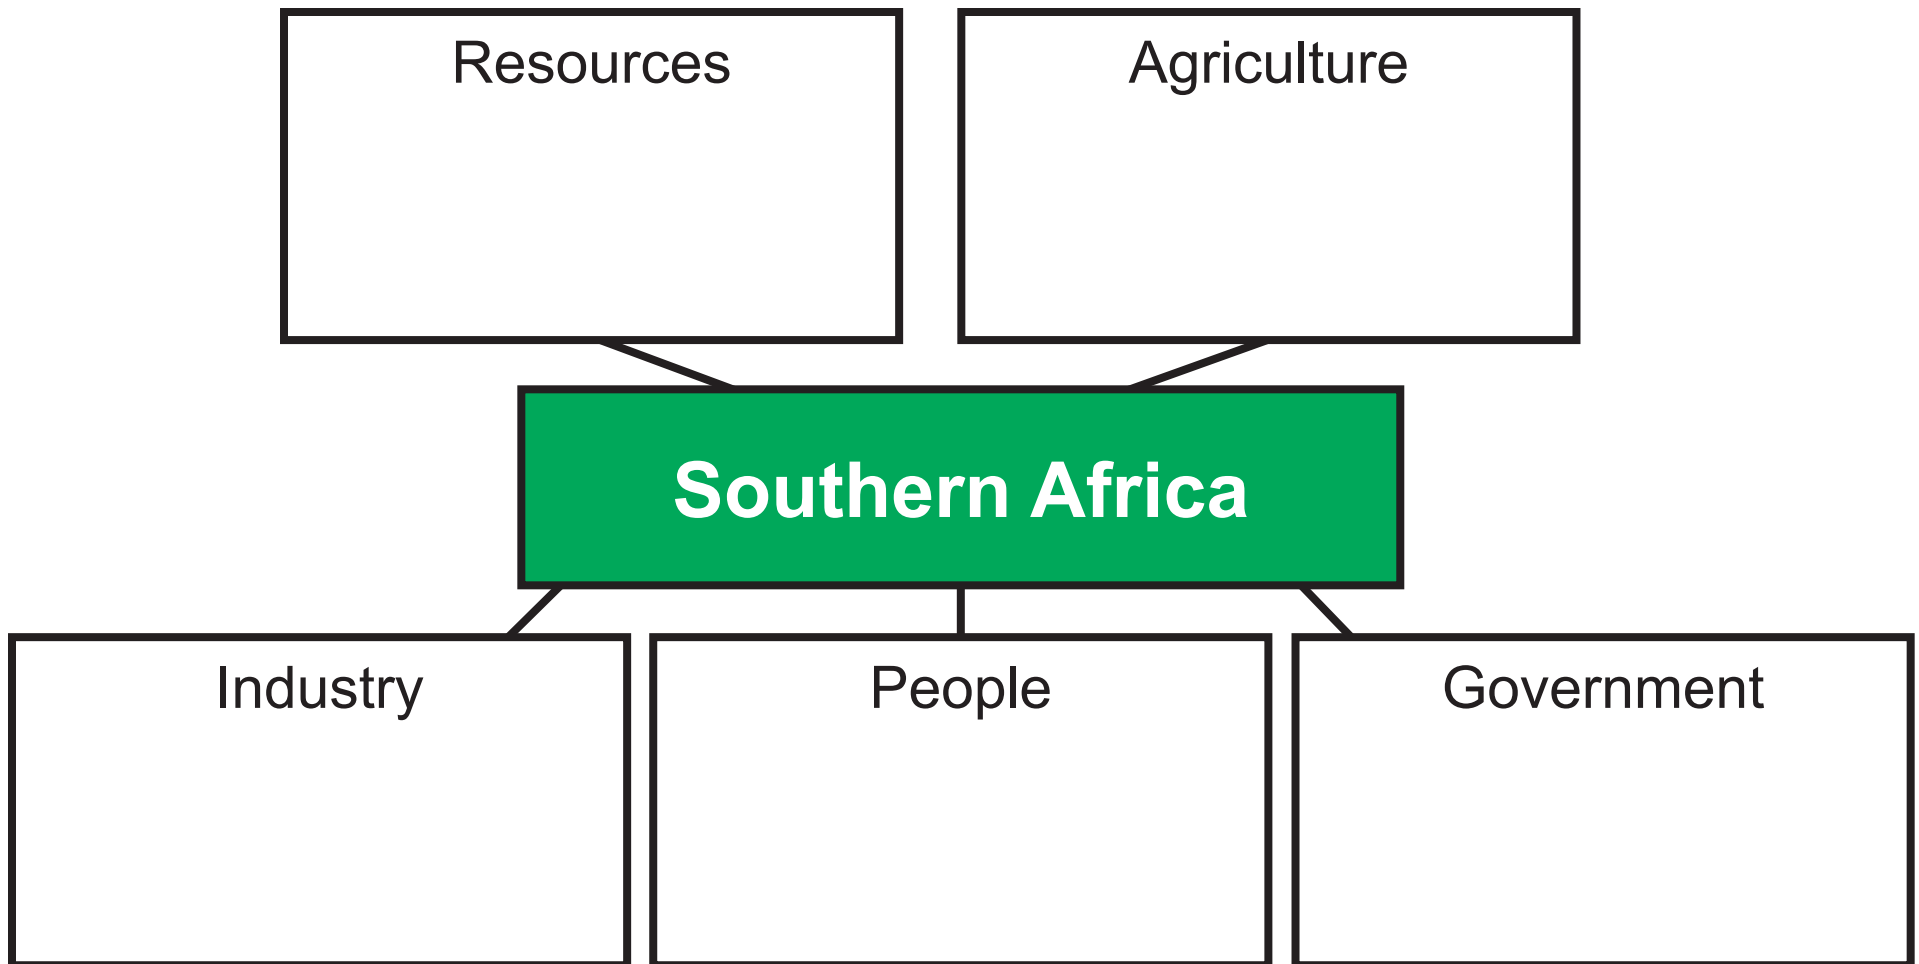 Resources
Agriculture
Southern Africa
Industry
People
Government